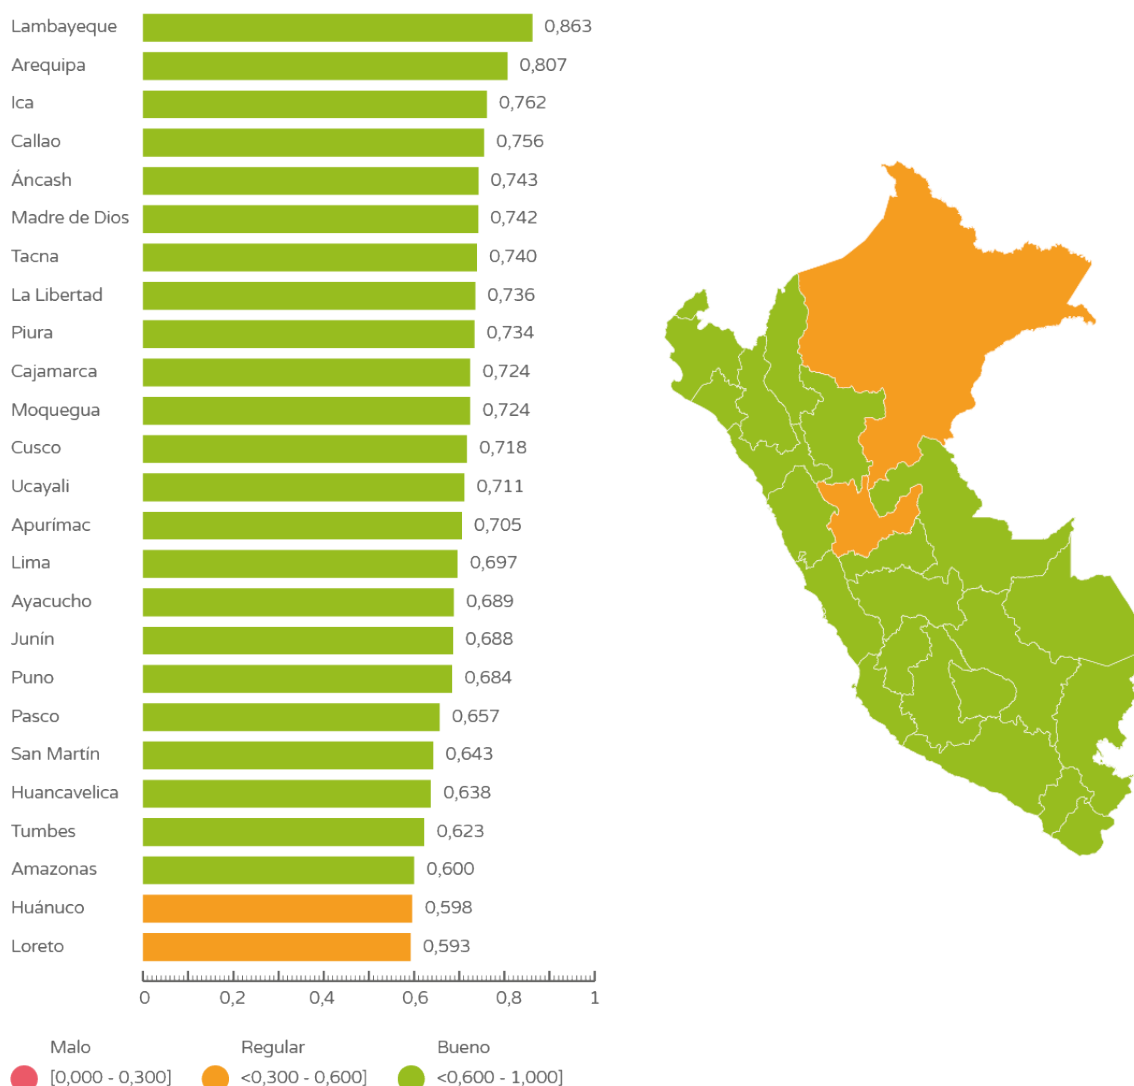 Lambayeque 0,863
Arequipa 0,807
Ica 0,762
Callao 0,756
Áncash 0,743
Madre de Dios 0,742
Tacna 0,740
La Libertad 0,736
Piura 0,734
Cajamarca 0,724
Moquegua 0,724
Cusco 0,718
Ucayali 0,711
Apurímac 0,705
Lima 0,697
Ayacucho 0,689
Junín 0,688
Puno 0,684
Pasco 0,657
San Martín 0,643
Huancavelica 0,638
Tumbes 0,623
Amazonas 0,600
Huánuco 0,598
Loreto 0,593
0 0,2 0,4 0,6 0,8 1
Malo Regular Bueno
[0,000 - 0,300] <0,300 - 0,600] <0,600 - 1,000]